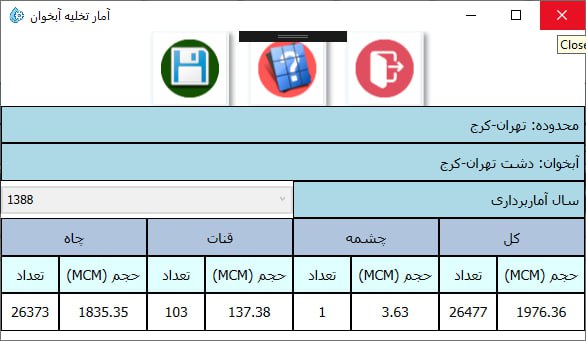 آمار تخلیه آبخوان
Close
محدوده: تهران-کرج
آبخوان: دشت تهران-کرج
سال آماربرداری 1388
کل چشمه قنات چاه
حجم (MCM) تعداد حجم (MCM) تعداد حجم (MCM) تعداد حجم (MCM) تعداد
1976.36 26477 3.63 1 137.38 103 1835.35 26373